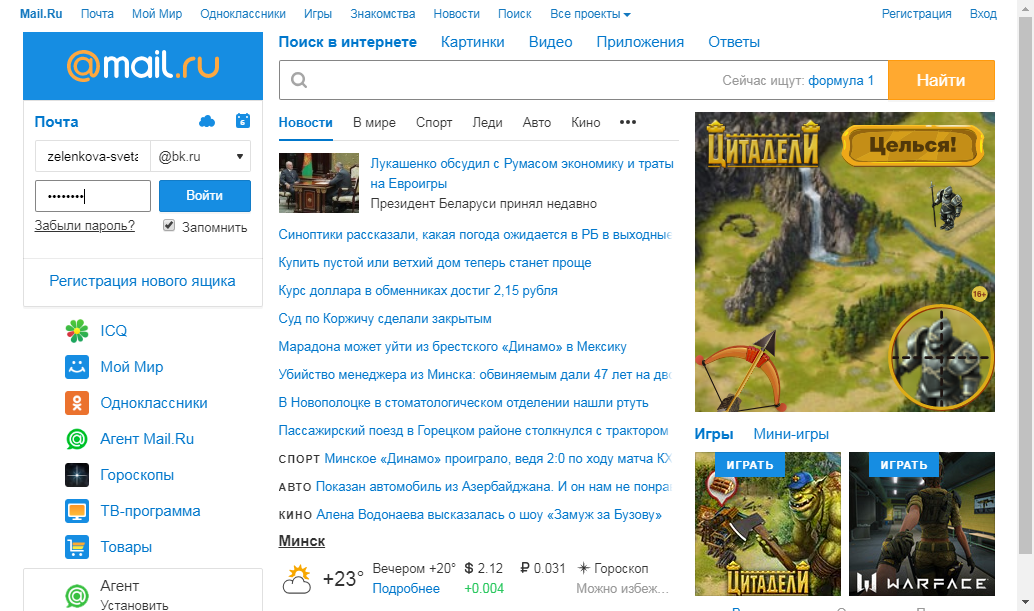 Mail.Ru Почта Мой Мир Одноклассники Игры Знакомства Новости Поиск Все проекты Регистрация Вход
@mail.ru
Почта
6
zelenkova-sveta @bk.ru
Войти
Забыли пароль? Запомнить
Регистрация нового ящика
ICQ
Мой Мир
Одноклассники
Агент Mail.Ru
Гороскопы
ТВ-программа
Товары
Агент
Установить
Поиск в интернете Картинки Видео Приложения Ответы
Сейчас ищут: формула 1 Найти
Новости В мире Спорт Леди Авто Кино •••
Лукашенко обсудил с Румасом экономику и траты
на Евроигры
Президент Беларуси принял недавно
Синоптики рассказали, какая погода ожидается в РБ в выходные
Купить пустой или ветхий дом теперь станет проще
Курс доллара в обменниках достиг 2,15 рубля
Суд по Коржичу сделали закрытым
Марадона может уйти из брестского «Динамо» в Мексику
Убийство менеджера из Минска: обвиняемым дали 47 лет на
В Новополоцке в стоматологическом отделении нашли ртуть
Пассажирский поезд в Горецком районе столкнулся с трактором
СПОРТ Минское «Динамо» проиграло, ведя 2:0 по ходу матча
АВТО Показан автомобиль из Азербайджана. И он нам не
КИНО Алена Водонаева высказалась о шоу «Замуж за Бузову»
Минск
+23° Вечером +20° $ 2.12 ₽ 0.031 Гороскоп
Подробнее +0.004 Можно избеж...
ЦИТАДЕЛИ Целься!
16+
Игры Мини-игры
ИГРАТЬ
ЦИТАДЕЛИ
ИГРАТЬ
WARFACE